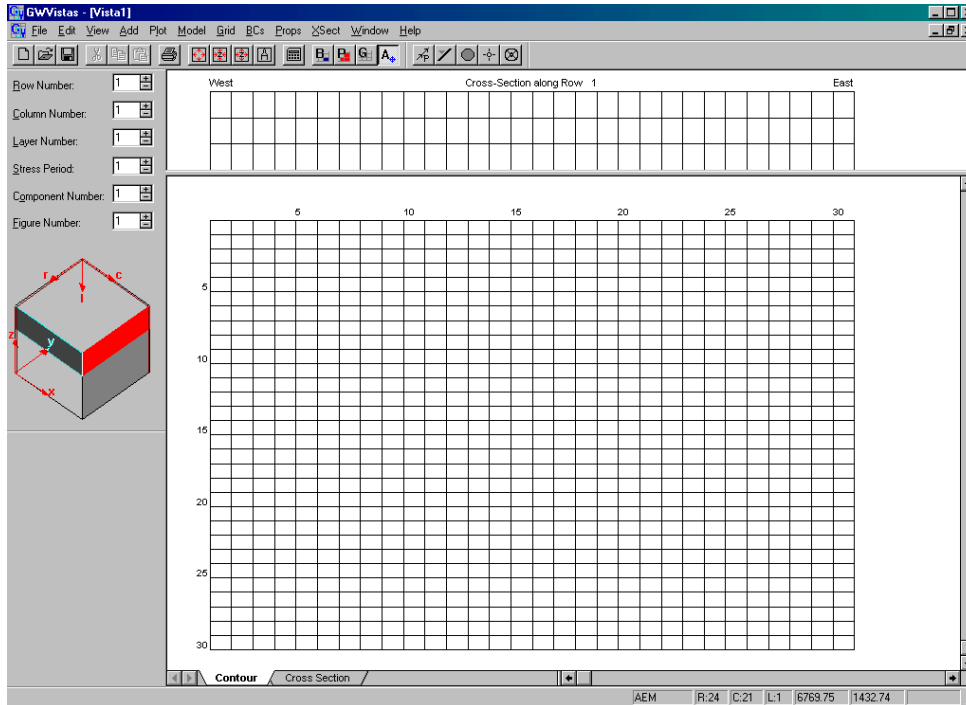 GWVistas - [Vista1]
File Edit View Add Plot Model Grid BCs Props XSect Window Help
B P G A P
Row Number: 1
Column Number: 1
Layer Number: 1
Stress Period: 1
Component Number: 1
Figure Number: 1
West Cross-Section along Row 1 East
5 10 15 20 25 30
5
10
15
20
25
30
r c
l
z y
x
Contour Cross Section
AEM R:24 C:21 L:1 6769.75 1432.74